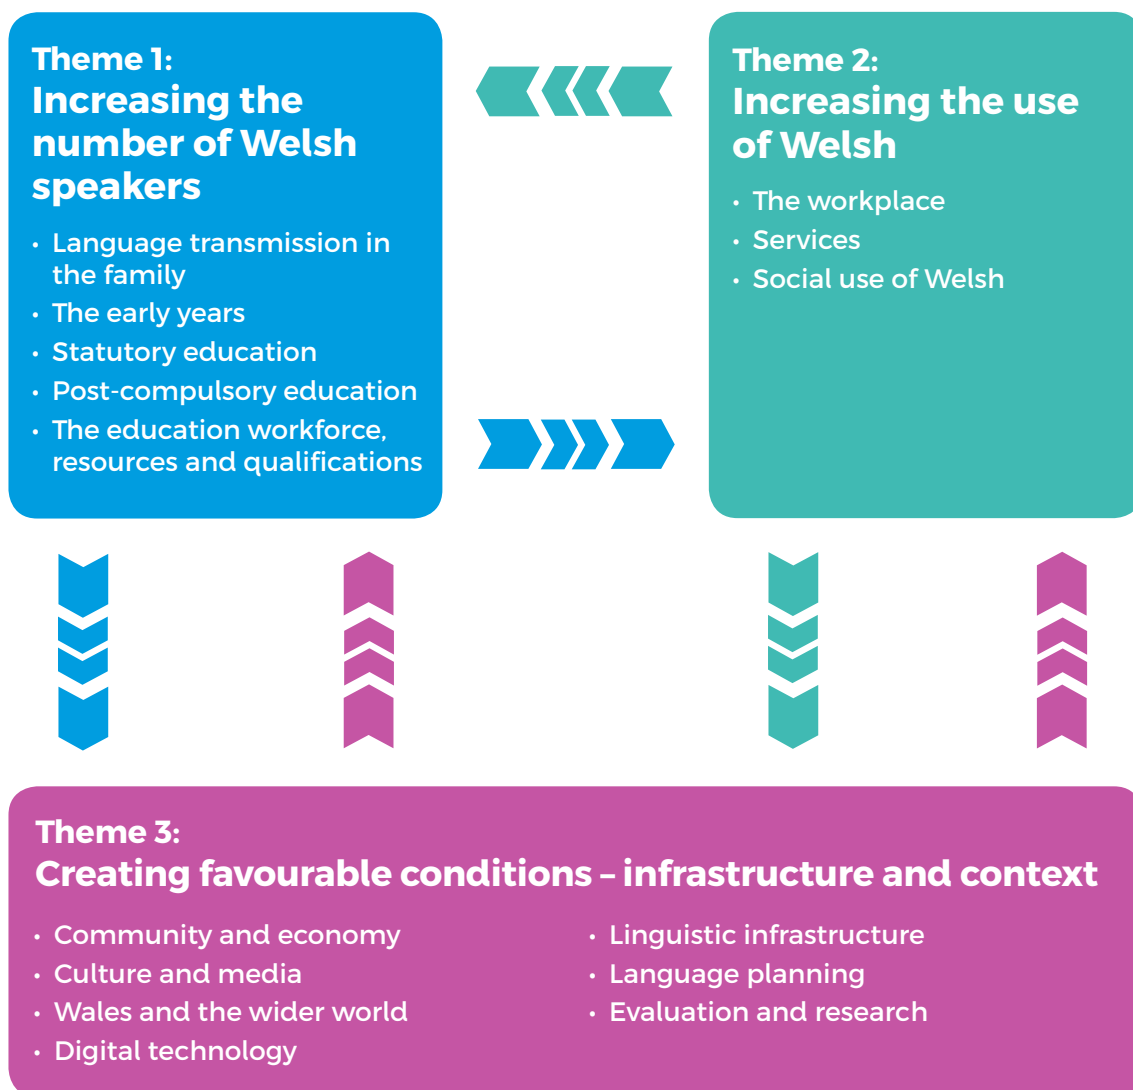 Theme 1:
Increasing the
number of Welsh
speakers
• Language transmission in
the family
• The early years
• Statutory education
• Post-compulsory education
• The education workforce,
resources and qualifications
Theme 2:
Increasing the use
of Welsh
• The workplace
• Services
• Social use of Welsh
Theme 3:
Creating favourable conditions – infrastructure and context
• Community and economy
• Culture and media
• Wales and the wider world
• Digital technology
• Linguistic infrastructure
• Language planning
• Evaluation and research